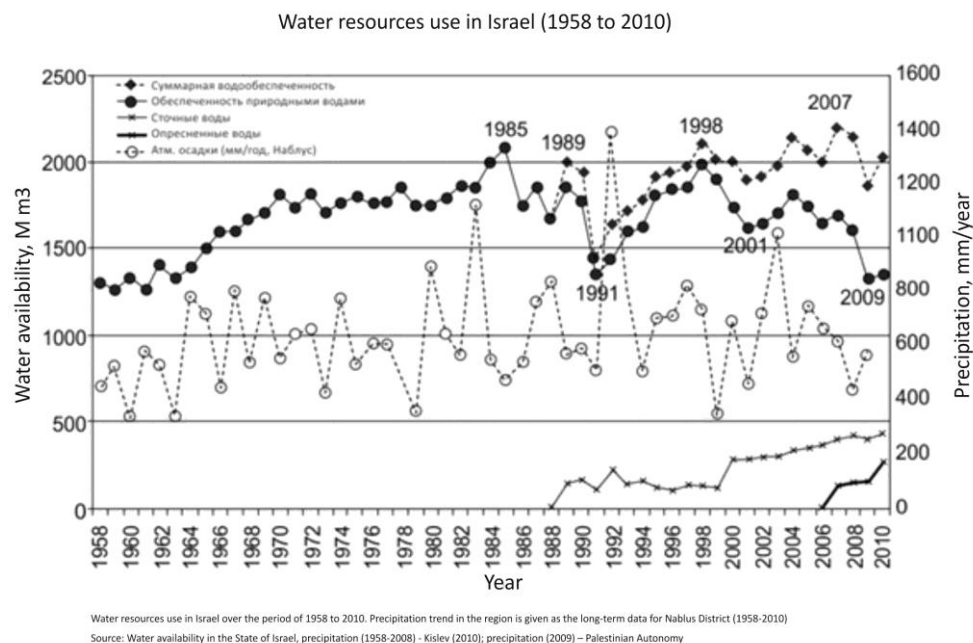 Water resources use in Israel (1958 to 2010)
Суммарная водообеспеченность
Обеспеченность природными водами
Сточные воды
Опресненные воды
Атм. осадки (мм/год, Наблус)
2500
2000
1500
1000
500
0
Water availability, M m3
1985
1989
1991
1998
2001
2007
2009
1600
1400
1200
1100
800
600
400
200
0
Precipitation, mm/year
1958 1960 1962 1964 1966 1968 1970 1972 1974 1976 1978 1980 1982 1984 1986 1988 1990 1992 1994 1996 1998 2000 2002 2004 2006 2008 2010
Year
Water resources use in Israel over the period of 1958 to 2010. Precipitation trend in the region is given as the long-term data for Nablus District (1958-2010)
Source: Water availability in the State of Israel, precipitation (1958-2008) - Kislev (2010); precipitation (2009) – Palestinian Autonomy